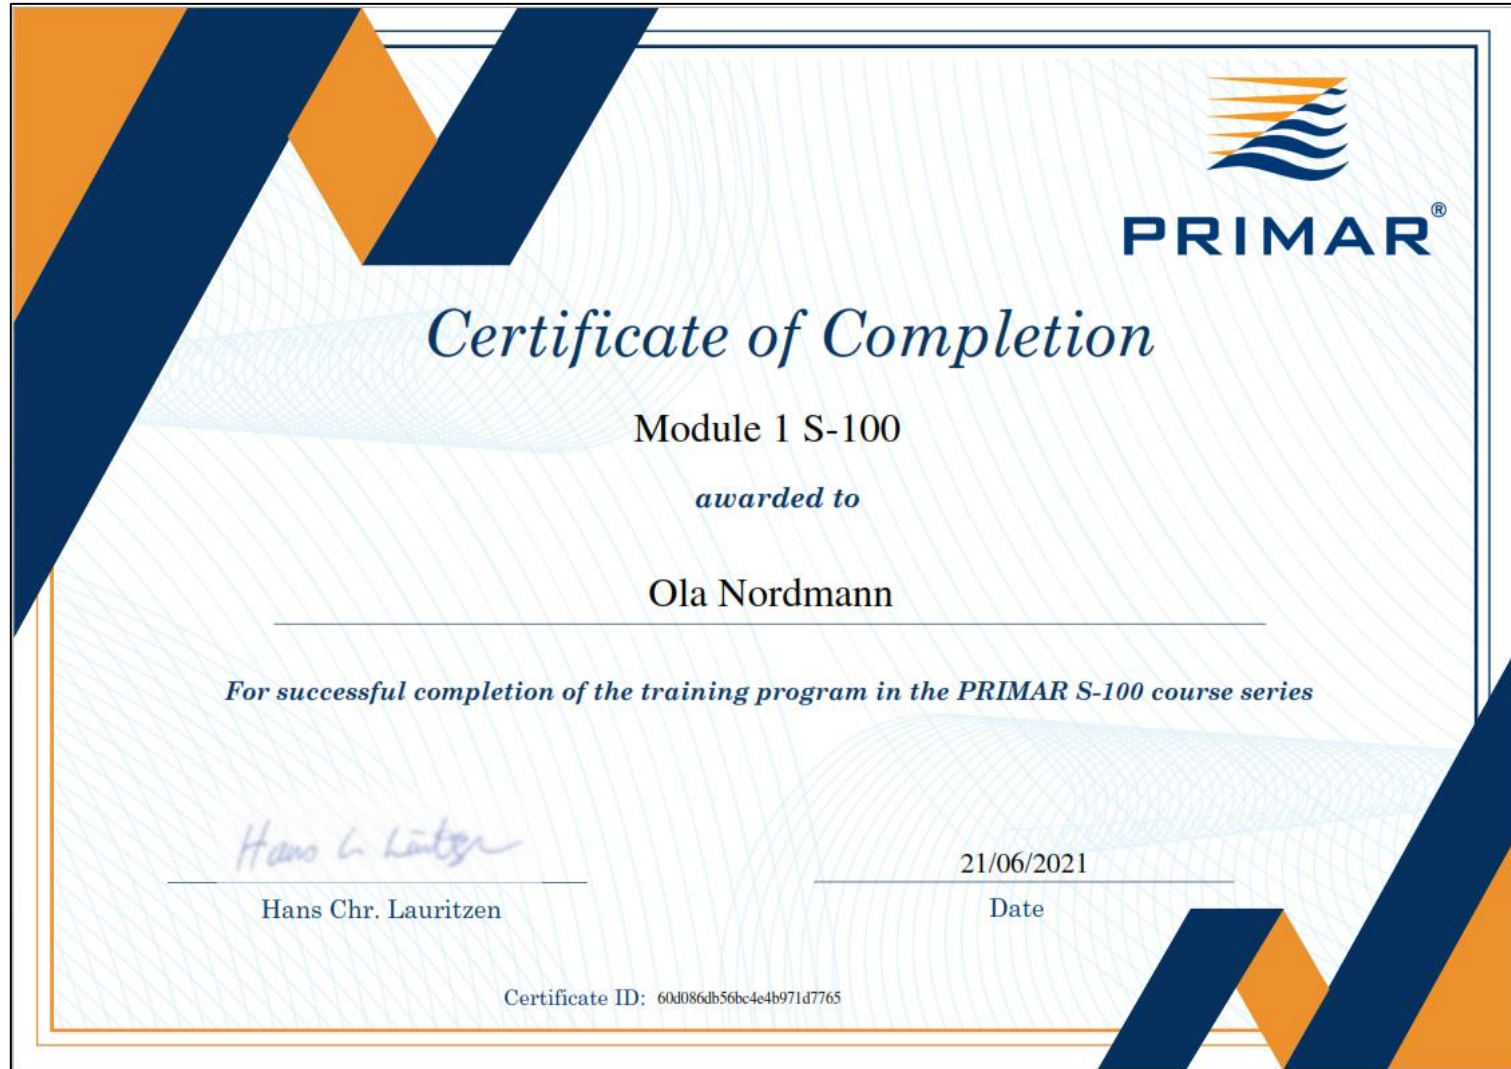 PRIMAR®
Certificate of Completion
Module 1 S-100
awarded to
Ola Nordmann
For successful completion of the training program in the PRIMAR S-100 course series
21/06/2021
Hans Chr. Lauritzen
Date
Certificate ID: 60d086db56bc4e4b971d7765